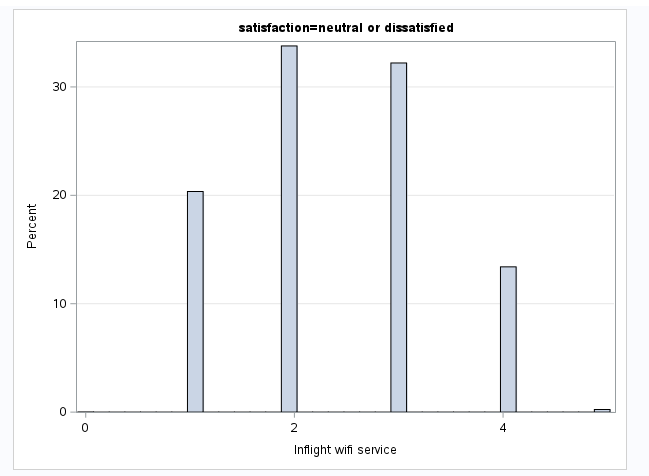 satisfaction=neutral or dissatisfied
Percent
30
20
10
0
0 2 4
Inflight wifi service